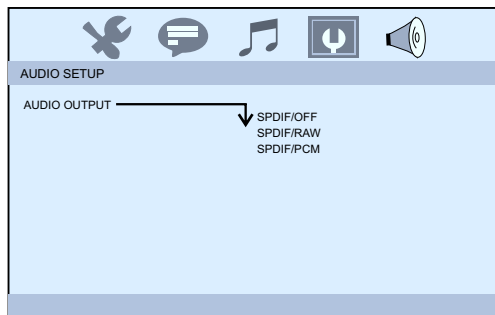 AUDIO SETUP
AUDIO OUTPUT
SPDIF/OFF
SPDIF/RAW
SPDIF/PCM